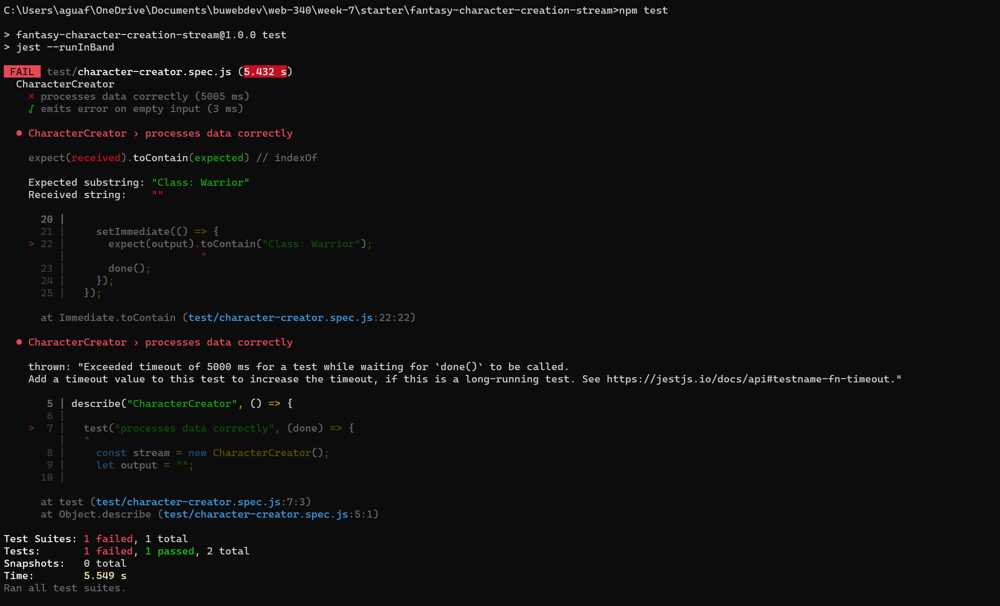 C:\Users\aguaf\OneDrive\Documents\buwebdev\web-340\week-7\starter\fantasy-character-creation-stream>npm test
> fantasy-character-creation-stream@1.0.0 test
> jest --runInBand
FAIL test/character-creator.spec.js (5.432 s)
CharacterCreator
× processes data correctly (5005 ms)
√ emits error on empty input (3 ms)
● CharacterCreator › processes data correctly
expect(received).toContain(expected) // indexOf
Expected substring: "Class: Warrior"
Received string:     ""
20 |
21 |     setImmediate(() => {
> 22 |       expect(output).toContain("Class: Warrior");
|                      ^
23 |       done();
24 |     });
25 |   });
at Immediate.toContain (test/character-creator.spec.js:22:22)
● CharacterCreator › processes data correctly
thrown: "Exceeded timeout of 5000 ms for a test while waiting for `done()` to be called.
Add a timeout value to this test to increase the timeout, if this is a long-running test. See https://jestjs.io/docs/api#testname-fn-timeout."
5 | describe("CharacterCreator", () => {
6 |
> 7 |   test("processes data correctly", (done) => {
|   ^
8 |     const stream = new CharacterCreator();
9 |     let output = "";
10 |
at test (test/character-creator.spec.js:7:3)
at Object.describe (test/character-creator.spec.js:5:1)
Test Suites: 1 failed, 1 total
Tests:       1 failed, 1 passed, 2 total
Snapshots:   0 total
Time:        5.549 s
Ran all test suites.